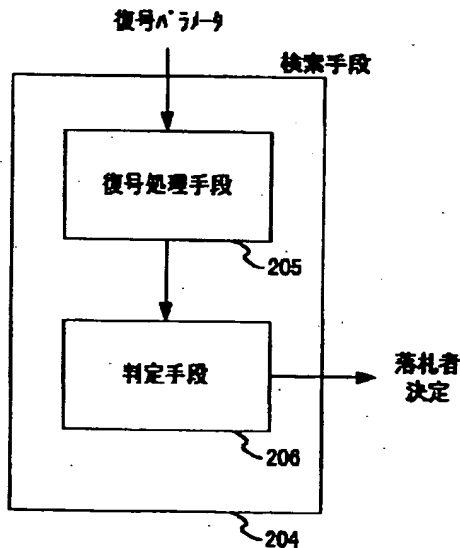 復号パラメータ
検索手段
復号処理手段
205
判定手段
落札者
決定
206
204